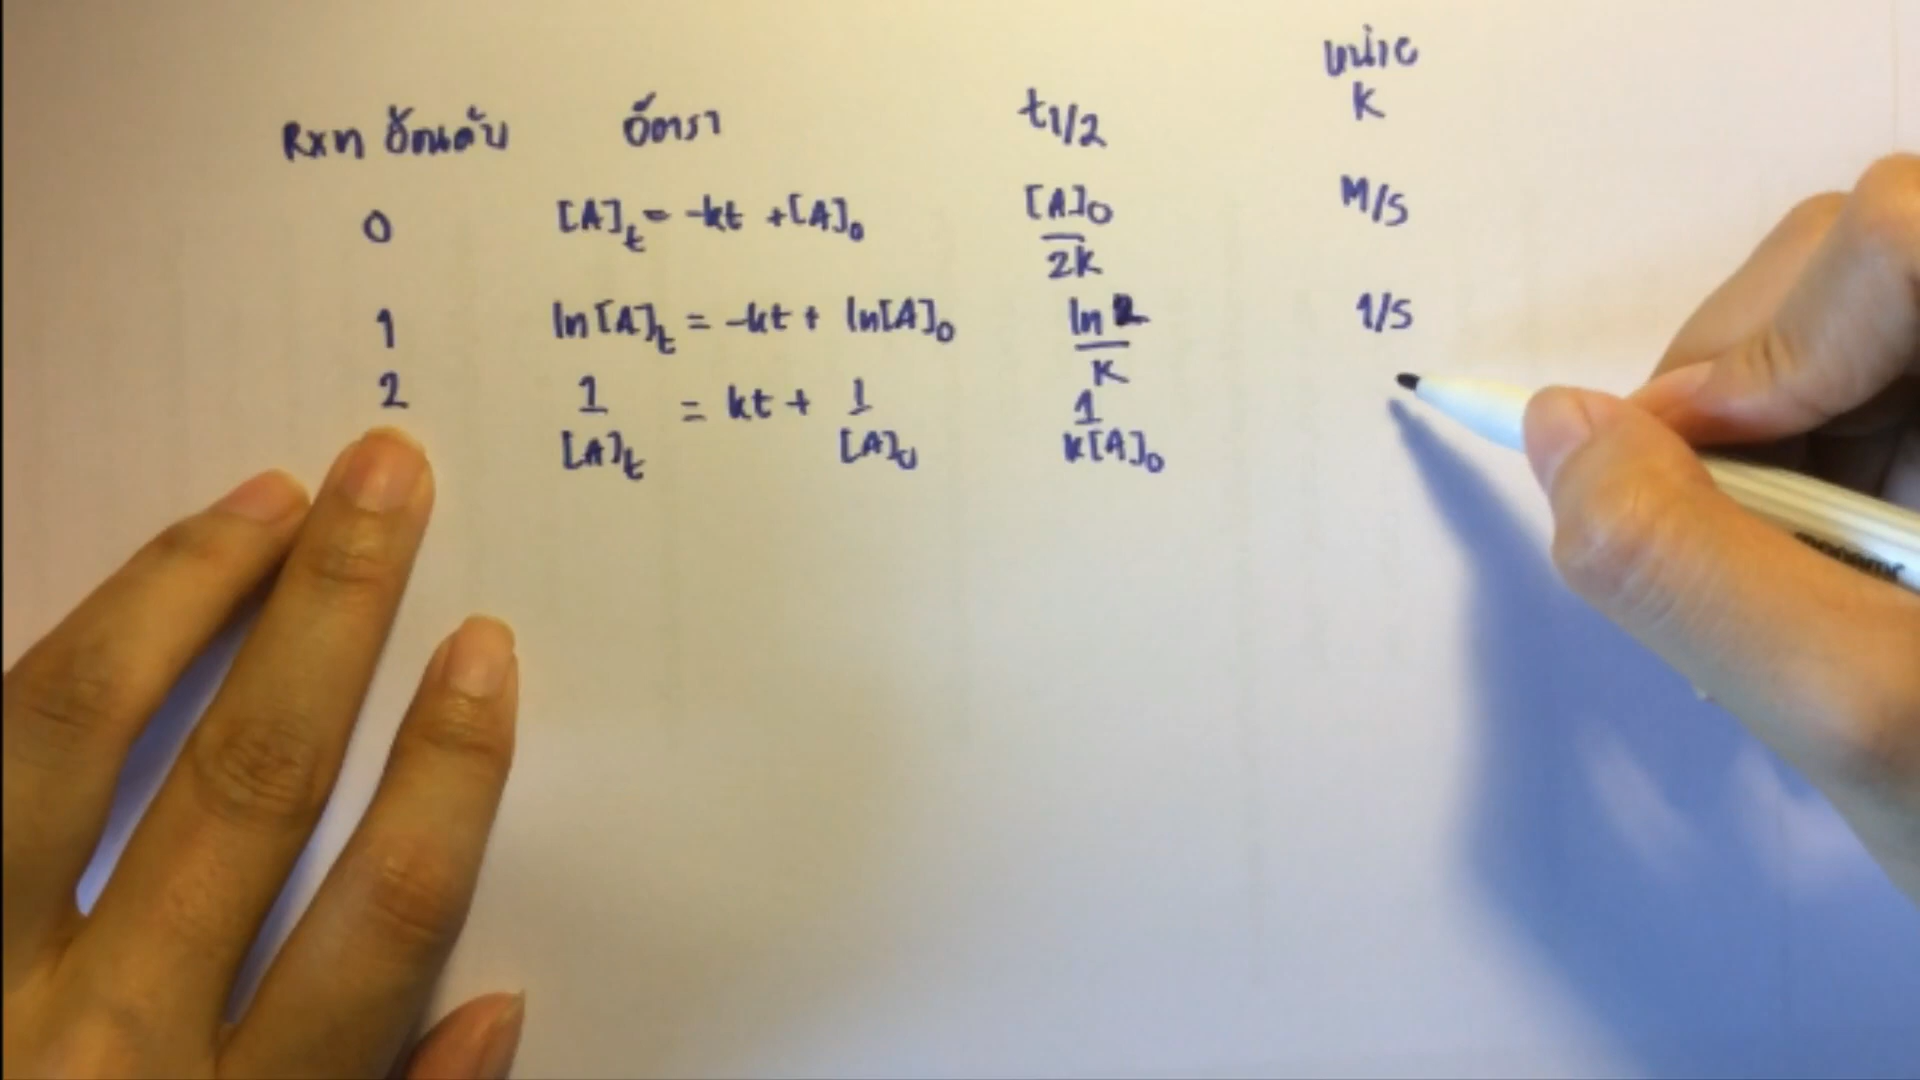 หน่วย
Rxn อันดับ อัตรา t1/2 k
0 [A]t = -kt + [A]0 [A]0/2k M/s
1 ln[A]t = -kt + ln[A]0 ln2/k 1/s
2 1/[A]t = kt + 1/[A]0 1/k[A]0